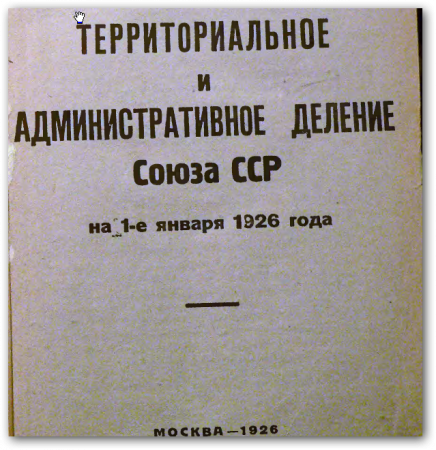 ТЕРРИТОРИАЛЬНОЕ
и
АДМИНИСТРАТИВНОЕ ДЕЛЕНИЕ
Союза ССР
на 1-е января 1926 года
МОСКВА—1926